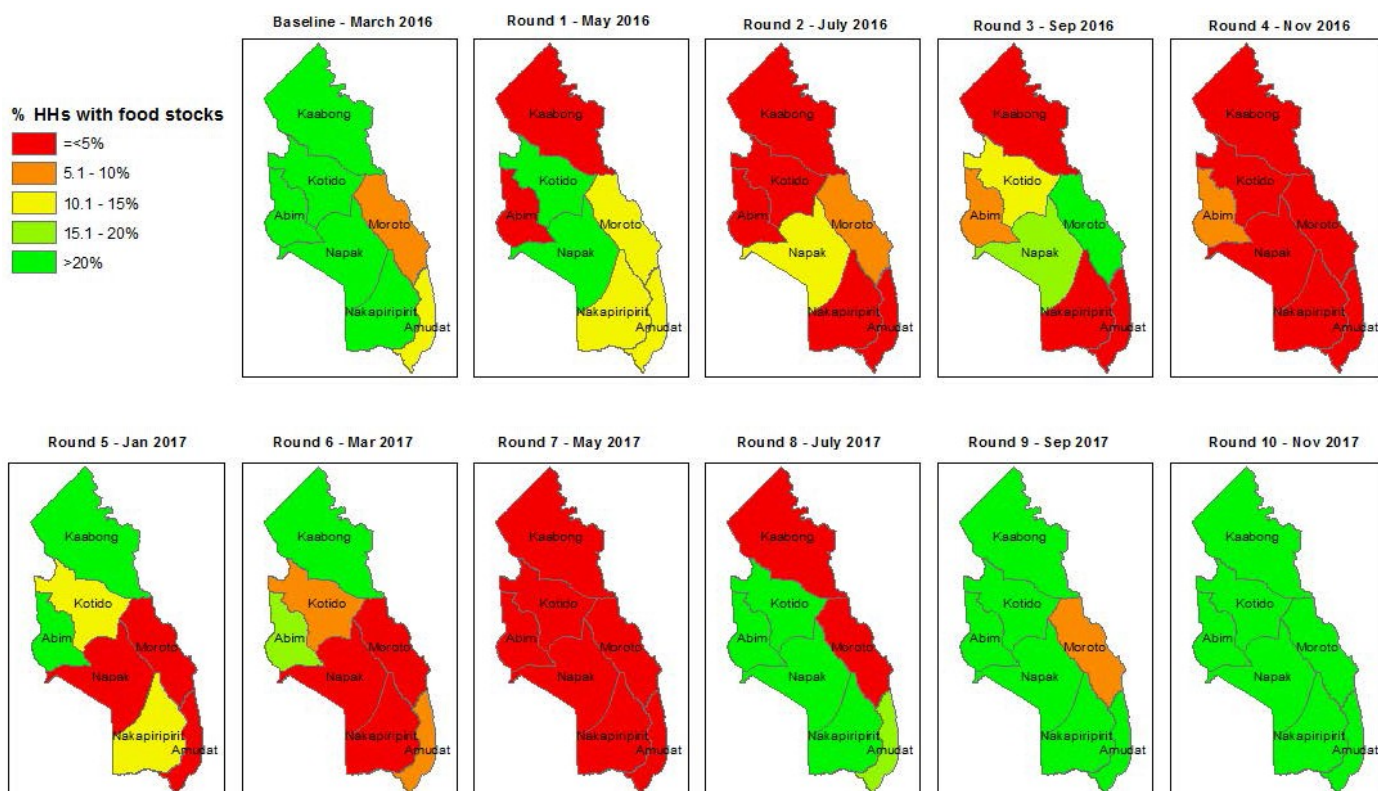 Baseline - March 2016
Round 1 - May 2016
Round 2 - July 2016
Round 3 - Sep 2016
Round 4 - Nov 2016
% HHs with food stocks
=<5%
5.1 - 10%
10.1 - 15%
15.1 - 20%
>20%
Kaabong
Kotido
Abim
Moroto
Napak
Nakapiripirit
Amudat
Kaabong
Kotido
Abim
Moroto
Napak
Nakapiripirit
Amudat
Kaabong
Kotido
Abim
Moroto
Napak
Nakapiripirit
Amudat
Kaabong
Kotido
Abim
Moroto
Napak
Nakapiripirit
Amudat
Kaabong
Kotido
Abim
Moroto
Napak
Nakapiripirit
Amudat
Round 5 - Jan 2017
Round 6 - Mar 2017
Round 7 - May 2017
Round 8 - July 2017
Round 9 - Sep 2017
Round 10 - Nov 2017
Kaabong
Kotido
Abim
Moroto
Napak
Nakapiripirit
Amudat
Kaabong
Kotido
Abim
Moroto
Napak
Nakapiripirit
Amudat
Kaabong
Kotido
Abim
Moroto
Napak
Nakapiripirit
Amudat
Kaabong
Kotido
Abim
Moroto
Napak
Nakapiripirit
Amudat
Kaabong
Kotido
Abim
Moroto
Napak
Nakapiripirit
Amudat
Kaabong
Kotido
Abim
Moroto
Napak
Nakapiripirit
Amudat